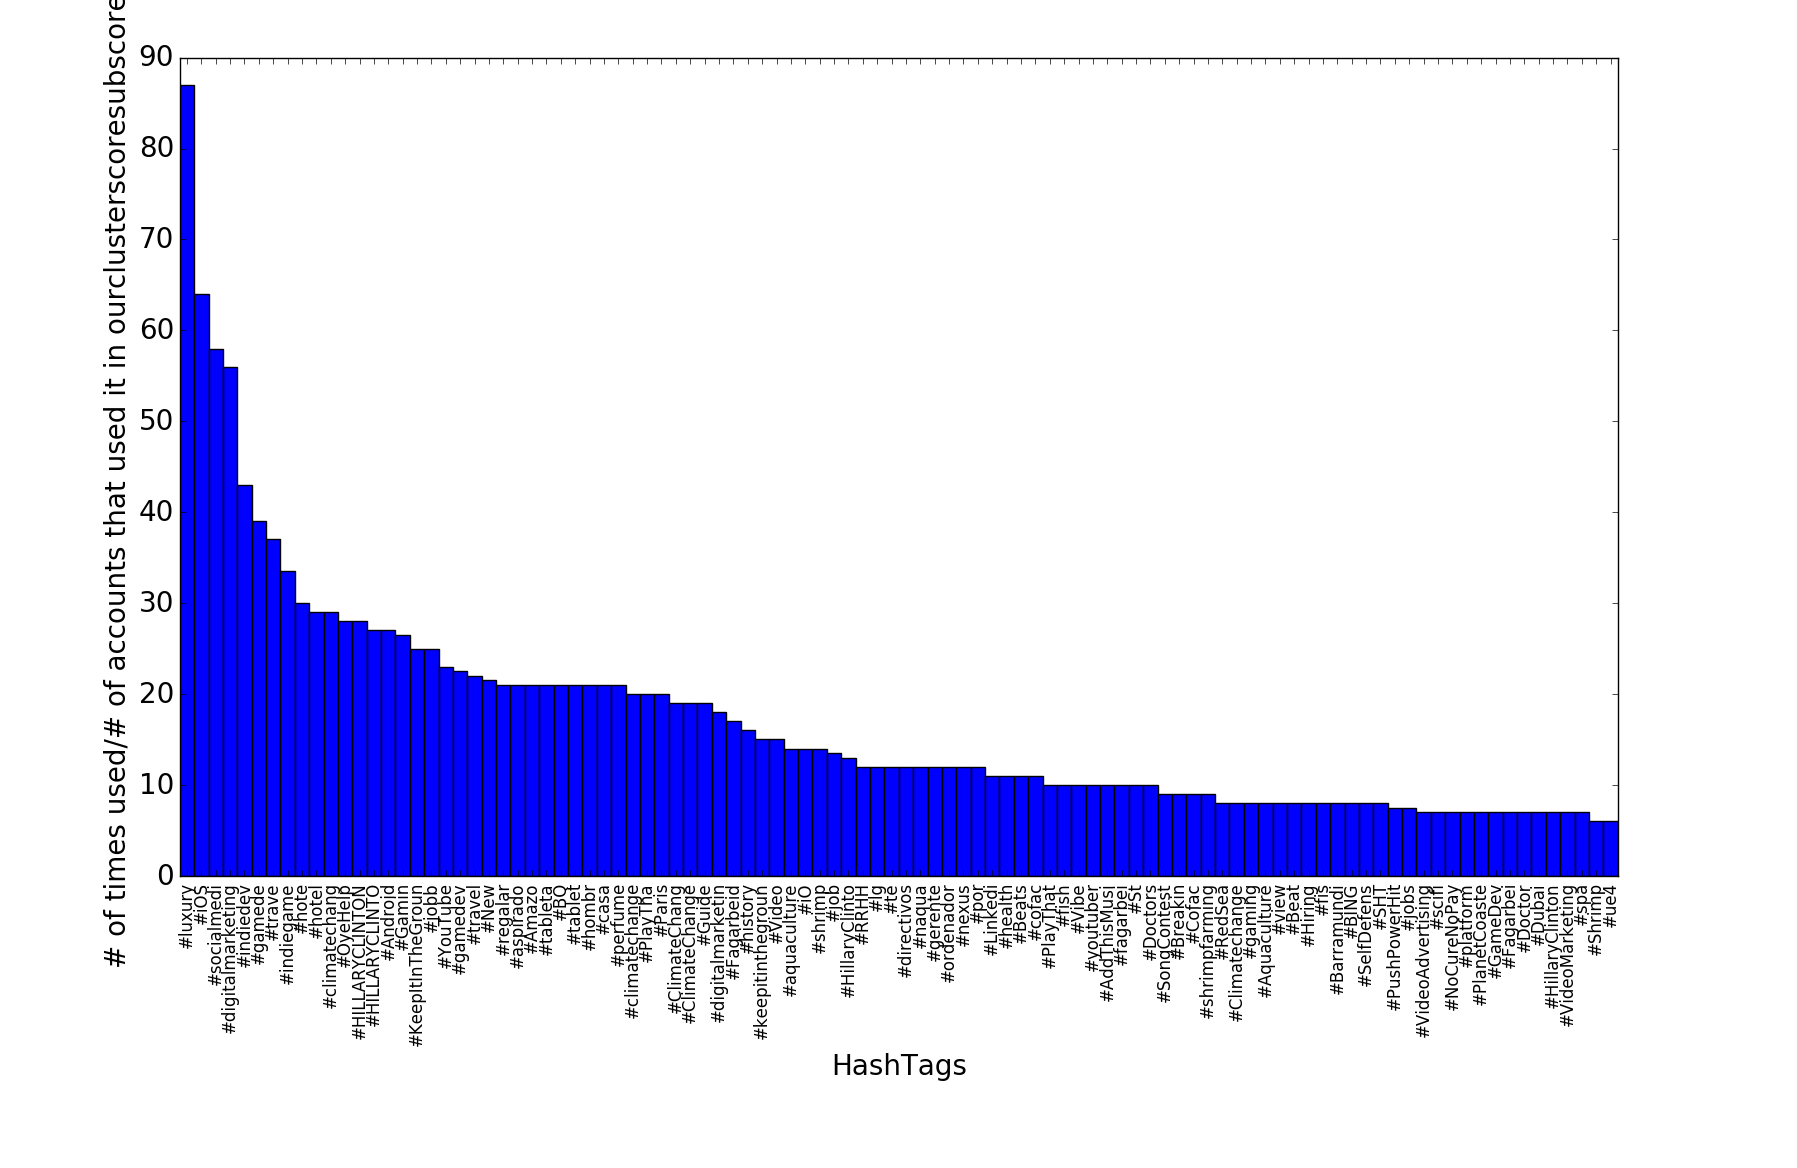 # of times used/# of accounts that used it in ourclusterscoresubscore
90
80
70
60
50
40
30
20
10
0
#luxury
#iOS
#socialmedi
#digitalmarketing
#indiedev
#gamede
#trave
#indiegame
#hote
#hotel
#climatechang
#OyeHelp
#HILLARYCLINTON
#HILLARYCLINTO
#Android
#Gamin
#KeepItInTheGroun
#jobb
#YouTube
#gamedev
#travel
#New
#regalar
#aspirado
#Amazo
#tableta
#BQ
#tablet
#hombr
#casa
#perfume
#climatechange
#PlayTha
#Paris
#ClimateChang
#ClimateChange
#Guide
#digitalmarketin
#Fagarbeid
#history
#keepitinthegroun
#Video
#aquaculture
#iO
#shrimp
#job
#HillaryClinto
#RRHH
#lg
#te
#directivos
#naqua
#gerente
#ordenador
#nexus
#por
#Linkedi
#health
#Beats
#cofac
#PlayThat
#fish
#Vibe
#youtuber
#AddThisMusi
#fagarbei
#St
#Doctors
#SongContest
#BreakIn
#Cofac
#shrimpfarming
#RedSea
#Climatechange
#gaming
#Aquaculture
#view
#Beat
#Hiring
#fis
#Barramundi
#BING
#SelfDefens
#SHT
#PushPowerHit
#jobs
#VideoAdvertising
#scifi
#NoCureNoPay
#platform
#PlanetCoaste
#GameDev
#Fagarbei
#Doctor
#Dubai
#HillaryClinton
#VideoMarketing
#spa
#Shrimp
#ue4
HashTags